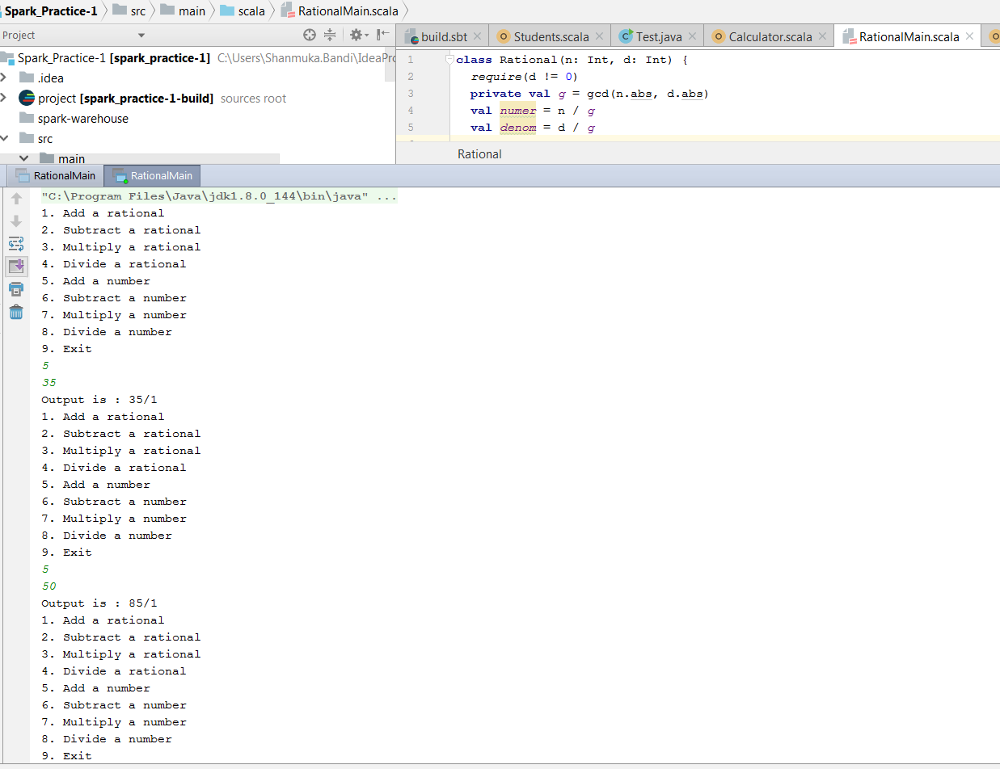 Spark_Practice-1 src main scala RationalMain.scala
Project
build.sbt Students.scala Test.java Calculator.scala RationalMain.scala
Spark_Practice-1 [spark_practice-1] C:\Users\Shanmuka.Bandi\IdeaPro
.idea
project [spark_practice-1-build] sources root
spark-warehouse
src
main
1 class Rational(n: Int, d: Int) {
2 require(d != 0)
3 private val g = gcd(n.abs, d.abs)
4 val numer = n / g
5 val denom = d / g
Rational
RationalMain RationalMain
"C:\Program Files\Java\jdk1.8.0_144\bin\java" ...
1. Add a rational
2. Subtract a rational
3. Multiply a rational
4. Divide a rational
5. Add a number
6. Subtract a number
7. Multiply a number
8. Divide a number
9. Exit
5
35
Output is : 35/1
1. Add a rational
2. Subtract a rational
3. Multiply a rational
4. Divide a rational
5. Add a number
6. Subtract a number
7. Multiply a number
8. Divide a number
9. Exit
5
50
Output is : 85/1
1. Add a rational
2. Subtract a rational
3. Multiply a rational
4. Divide a rational
5. Add a number
6. Subtract a number
7. Multiply a number
8. Divide a number
9. Exit